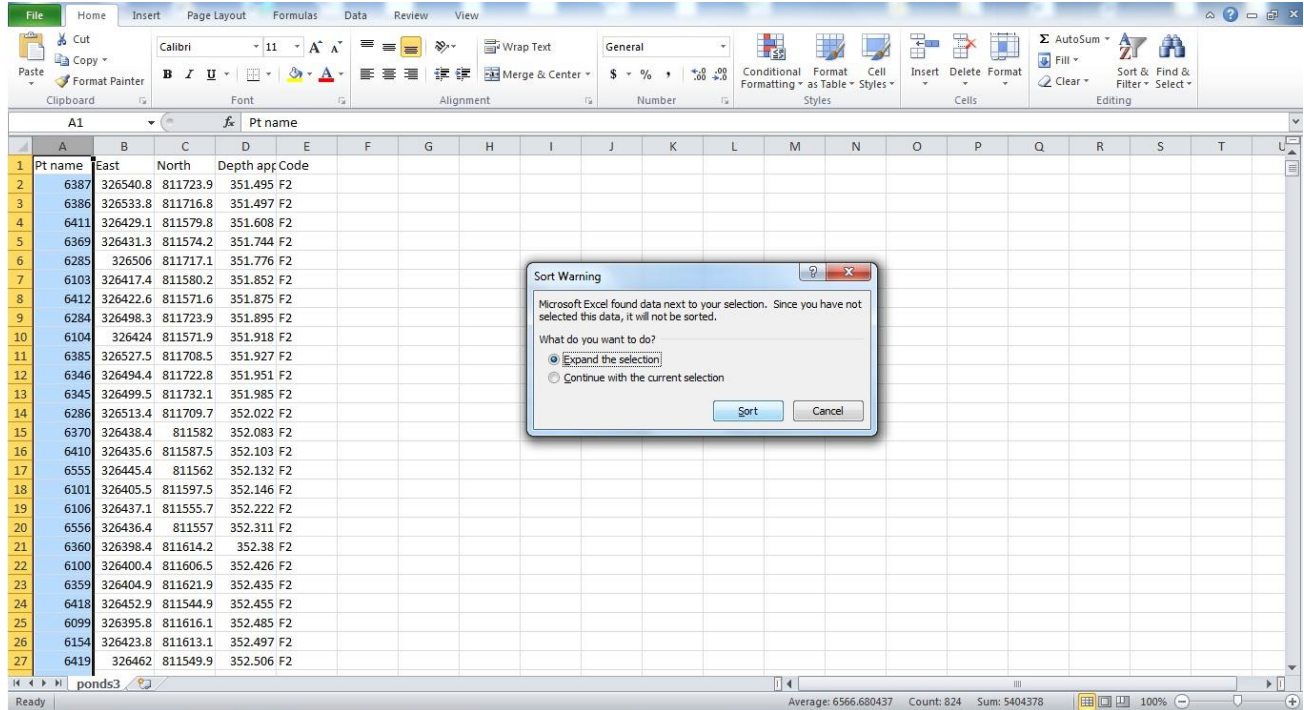 File Home Insert Page Layout Formulas Data Review View
Cut
Copy
Format Painter
Paste
Clipboard
Calibri 11 A A
B I U A
Font
Wrap Text
Merge & Center
Alignment
General
$ % , .0 .00 .00 .0
Number
Conditional Formatting
Format as Table
Cell Styles
Styles
Insert Delete Format
Cells
Σ AutoSum
Fill
Clear
Sort & Filter
Find & Select
Editing
A1 fx Pt name
A B C D E F G H I J K L M N O P Q R S T U
1 Pt name East North Depth app Code
2 6387 326540.8 811723.9 351.495 F2
3 6386 326533.8 811716.8 351.497 F2
4 6411 326429.1 811579.8 351.608 F2
5 6369 326431.3 811574.2 351.744 F2
6 6285 326506 811717.1 351.776 F2
7 6103 326417.4 811580.2 351.852 F2
8 6412 326422.6 811571.6 351.875 F2
9 6284 326498.3 811723.9 351.895 F2
10 6104 326424 811571.9 351.918 F2
11 6385 326527.5 811708.5 351.927 F2
12 6346 326494.4 811722.8 351.951 F2
13 6345 326499.5 811732.1 351.985 F2
14 6286 326513.4 811709.7 352.022 F2
15 6370 326438.4 811582 352.083 F2
16 6410 326435.6 811587.5 352.103 F2
17 6555 326445.4 811562 352.132 F2
18 6101 326405.5 811597.5 352.146 F2
19 6106 326437.1 811555.7 352.222 F2
20 6556 326436.4 811557 352.311 F2
21 6360 326398.4 811614.2 352.38 F2
22 6100 326400.4 811606.5 352.426 F2
23 6359 326404.9 811621.9 352.435 F2
24 6418 326452.9 811544.9 352.455 F2
25 6099 326395.8 811616.1 352.485 F2
26 6154 326423.8 811613.1 352.497 F2
27 6419 326462 811549.9 352.506 F2
Sort Warning
Microsoft Excel found data next to your selection. Since you have not
selected this data, it will not be sorted.
What do you want to do?
Expand the selection
Continue with the current selection
Sort Cancel
ponds3
Ready Average: 6566.680437 Count: 824 Sum: 5404378 100%